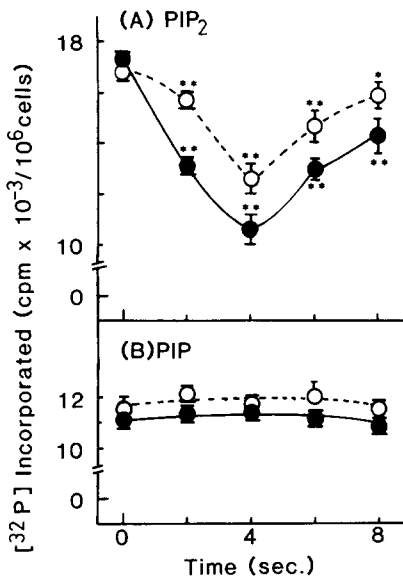 (A) PIP₂
18
**
**
**
**
**
**
*
**
10
0
(B) PIP
12
11
0
0 2 4 6 8
Time (sec.)
[³²P] Incorporated (cpm x 10⁻³/10⁶cells)